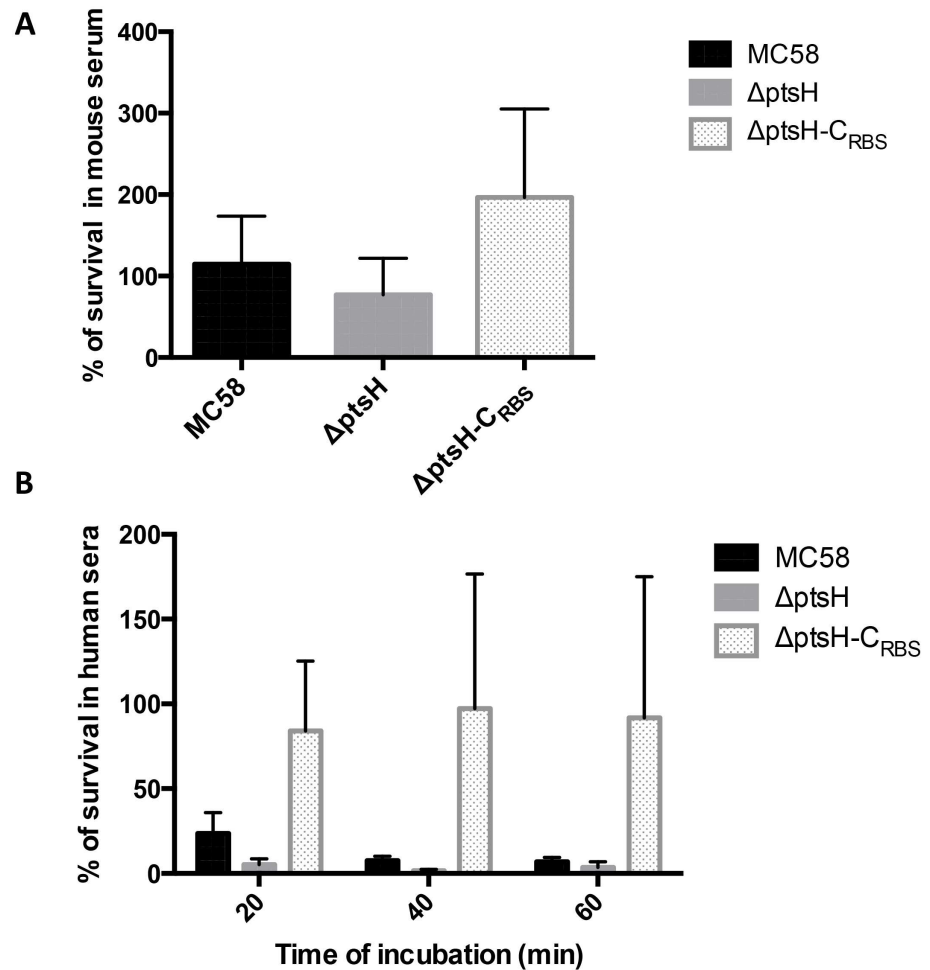 A
% of survival in mouse serum
400
300
200
100
0
MC58
ΔptsH
ΔptsH-CRBS
MC58
ΔptsH
ΔptsH-CRBS
B
% of survival in human sera
200
150
100
50
0
20
40
60
Time of incubation (min)
MC58
ΔptsH
ΔptsH-CRBS